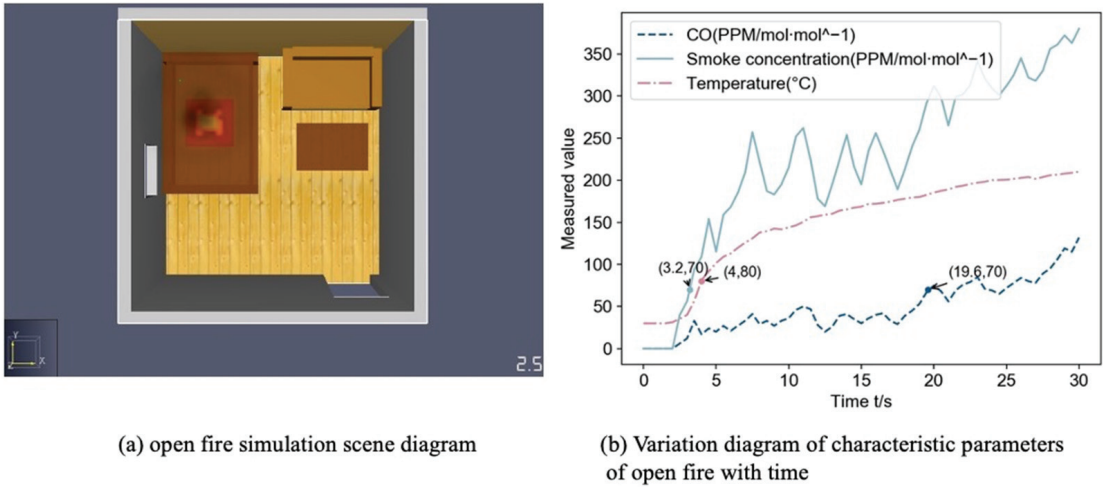 Y
X
Z
2.5
(a) open fire simulation scene diagram
CO(PPM/mol·mol^−1)
Smoke concentration(PPM/mol·mol^−1)
Temperature(°C)
Measured value
350
300
250
200
150
100
50
0
(3.2,70)
(4,80)
(19.6,70)
0
5
10
15
20
25
30
Time t/s
(b) Variation diagram of characteristic parameters
of open fire with time